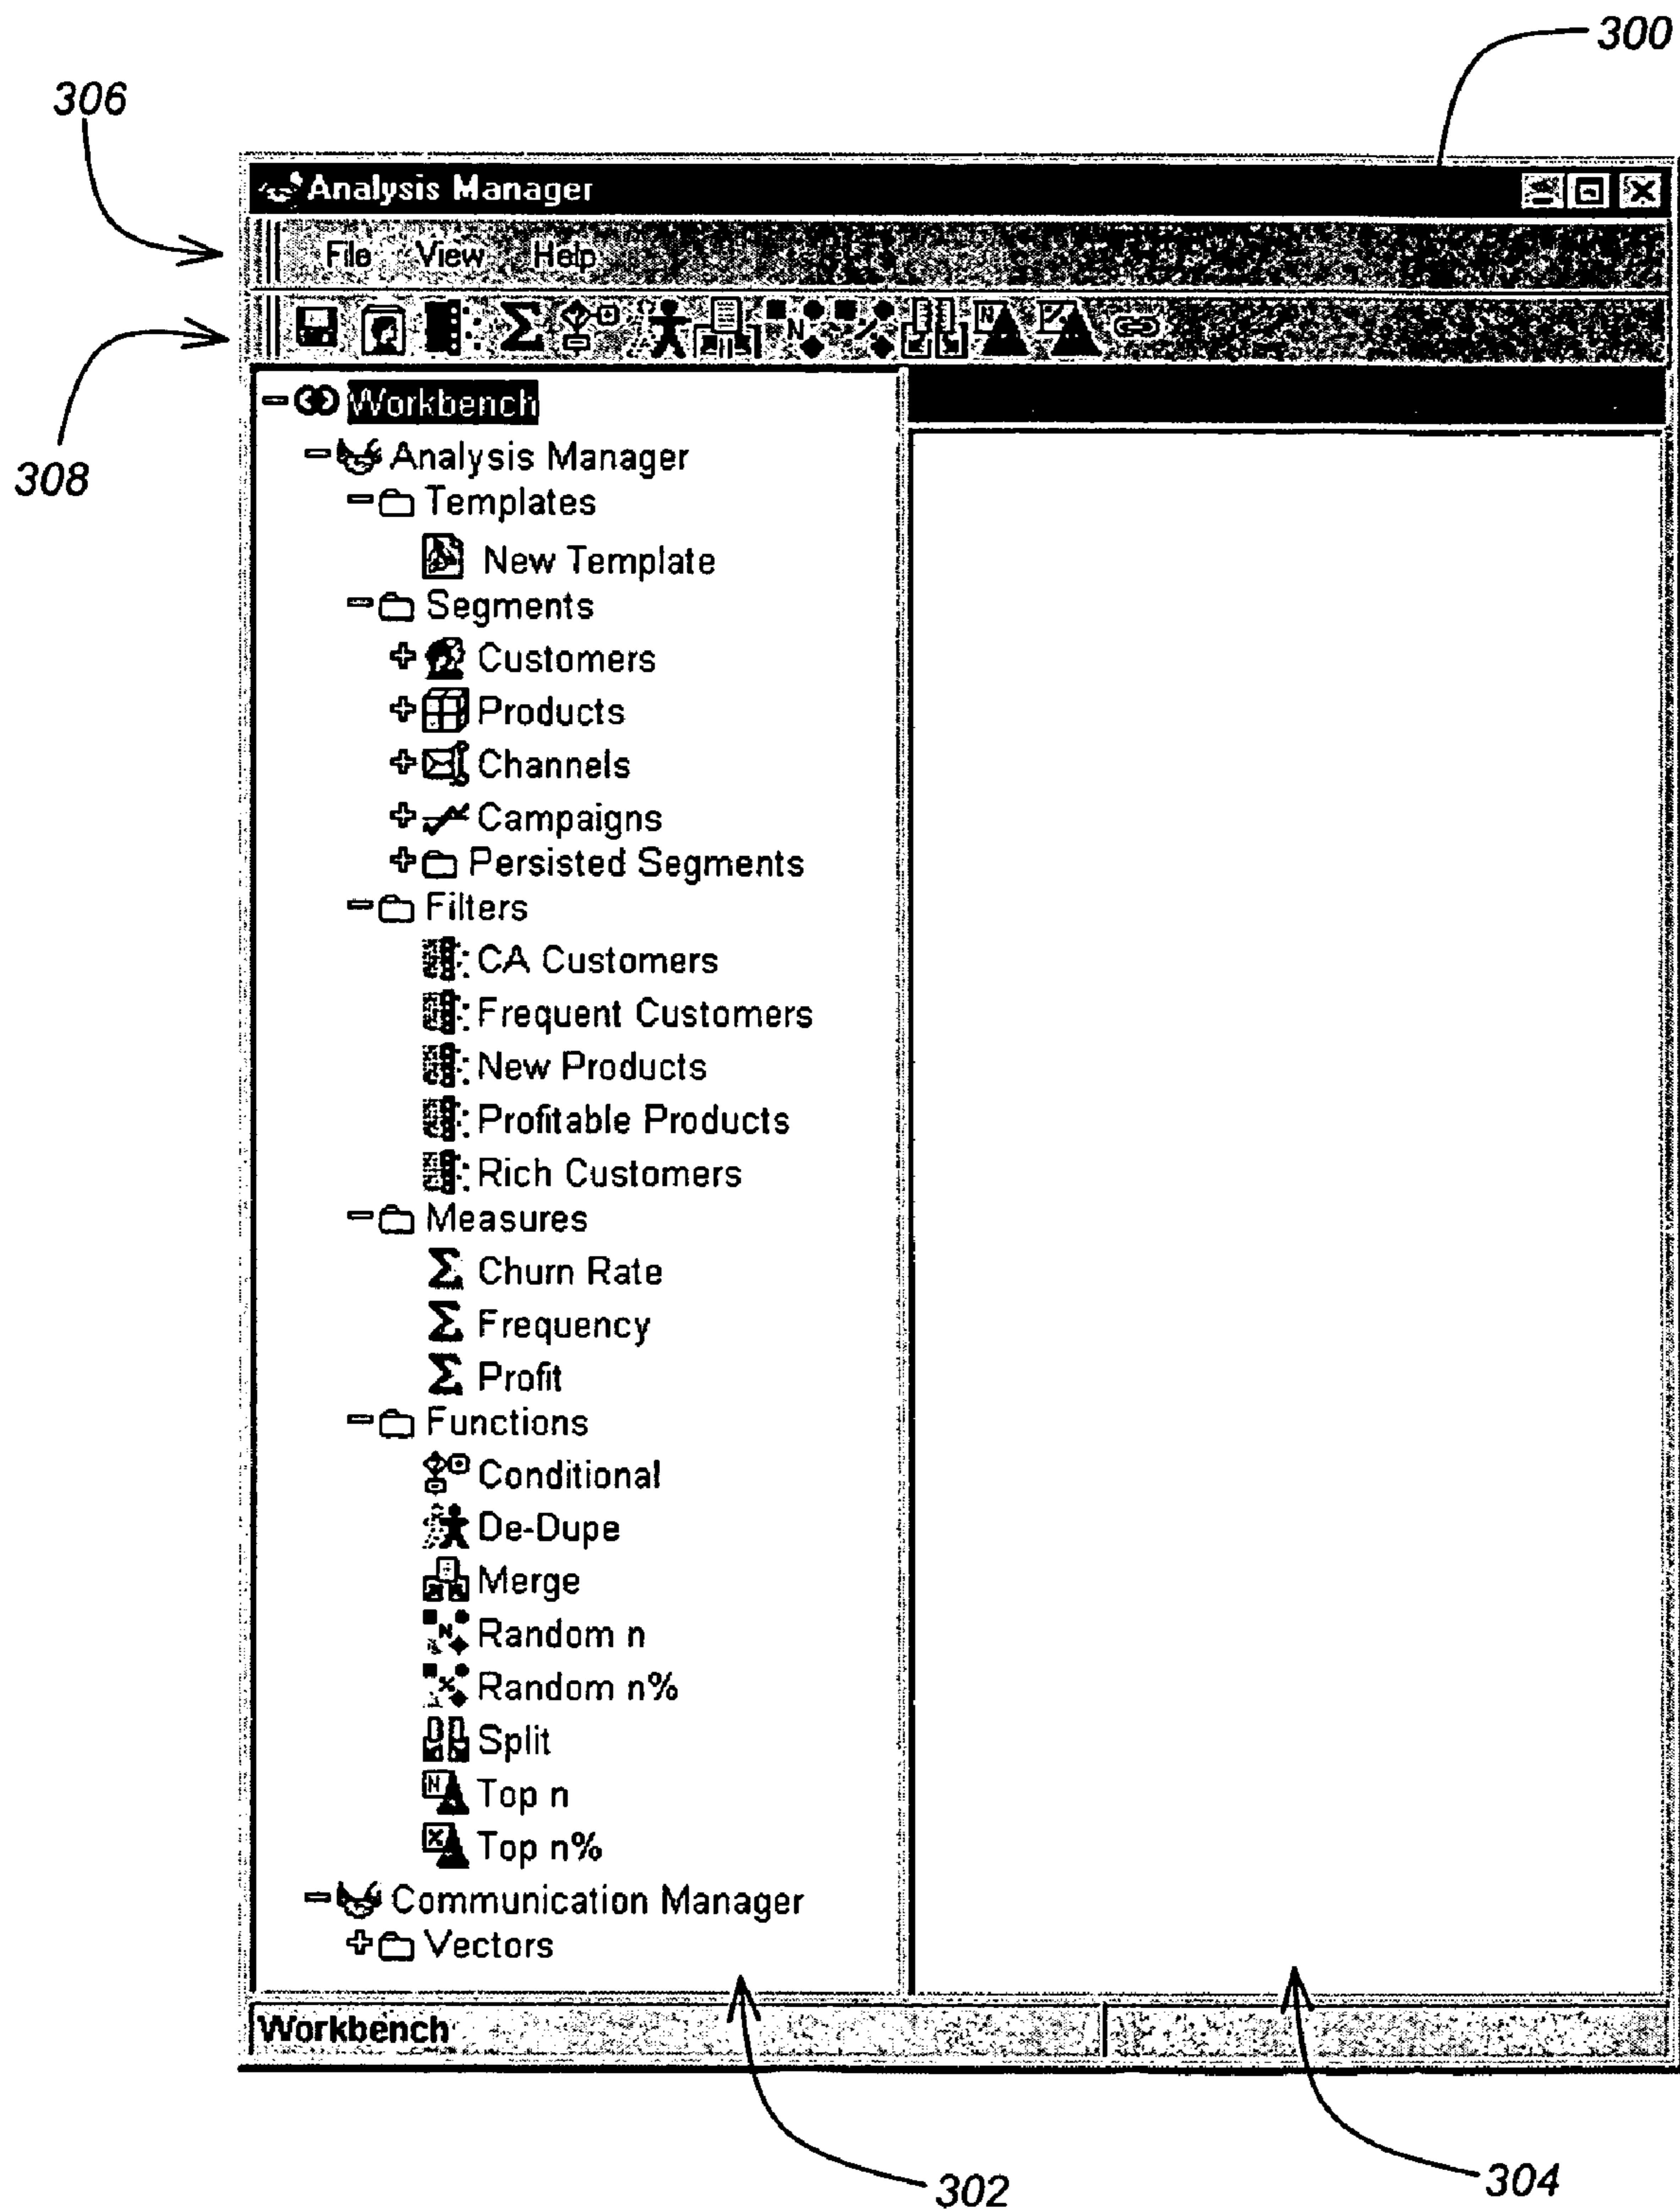 300
306
Analysis Manager
File View Help
308
Workbench
Analysis Manager
Templates
New Template
Segments
Customers
Products
Channels
Campaigns
Persisted Segments
Filters
CA Customers
Frequent Customers
New Products
Profitable Products
Rich Customers
Measures
Σ Churn Rate
Σ Frequency
Σ Profit
Functions
Conditional
De-Dupe
Merge
Random n
Random n%
Split
Top n
Top n%
Communication Manager
Vectors
Workbench
302
304